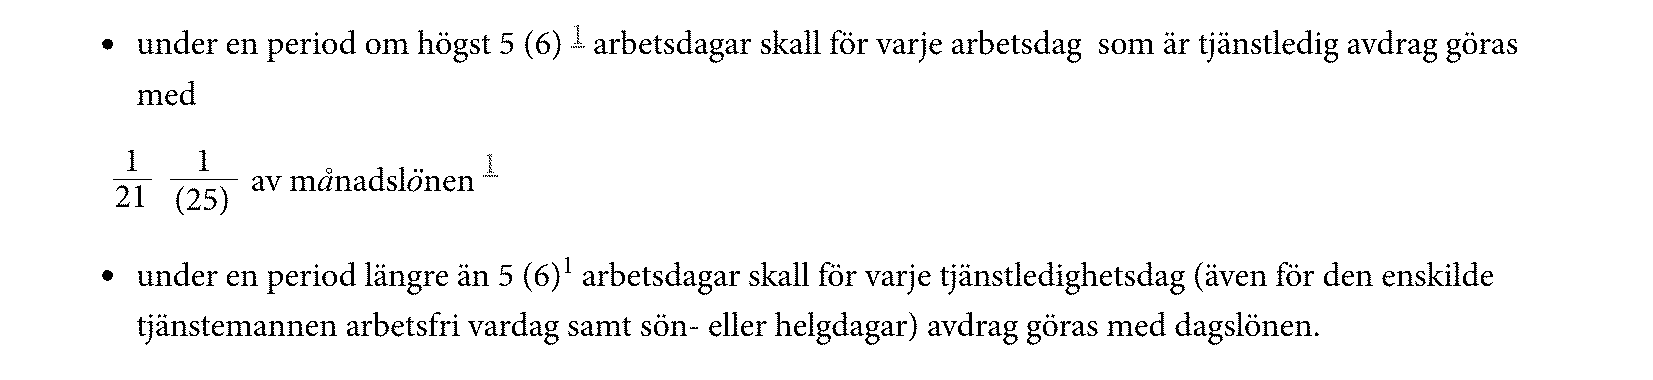 • under en period om högst 5 (6) 1 arbetsdagar skall för varje arbetsdag som är tjänstledig avdrag göras
med
1/21 1/(25) av månadslönen 1
• under en period längre än 5 (6)1 arbetsdagar skall för varje tjänstledighetsdag (även för den enskilde
tjänstemannen arbetsfri vardag samt sön- eller helgdagar) avdrag göras med dagslönen.